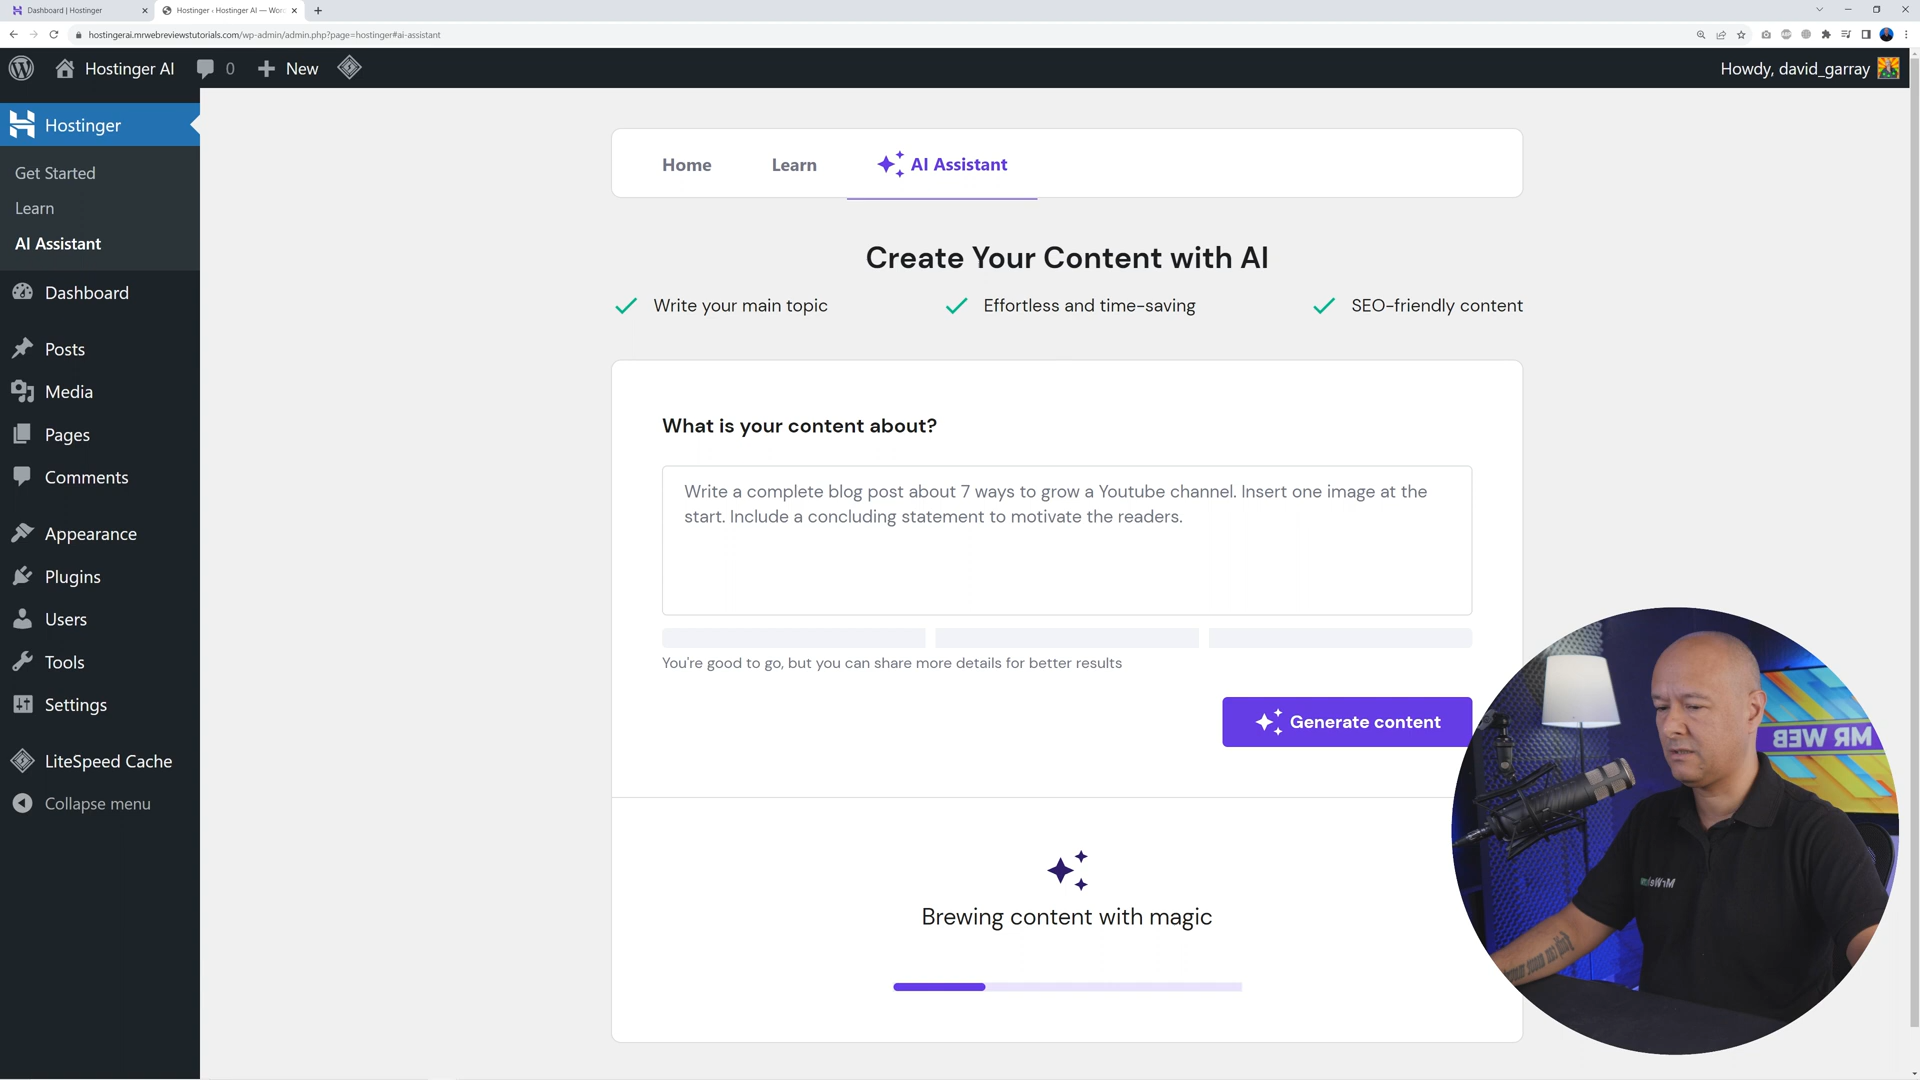 Dashboard | Hostinger
Hostinger ‹ Hostinger AI — Wor
hostingerai.mrwebreviewstutorials.com/wp-admin/admin.php?page=hostinger#ai-assistant
Hostinger AI
0
New
Howdy, david_garray
Hostinger
Get Started
Learn
AI Assistant
Dashboard
Posts
Media
Pages
Comments
Appearance
Plugins
Users
Tools
Settings
LiteSpeed Cache
Collapse menu
Home
Learn
AI Assistant
Create Your Content with AI
Write your main topic
Effortless and time-saving
SEO-friendly content
What is your content about?
Write a complete blog post about 7 ways to grow a Youtube channel. Insert one image at the
start. Include a concluding statement to motivate the readers.
You're good to go, but you can share more details for better results
Generate content
Brewing content with magic
MR WEB